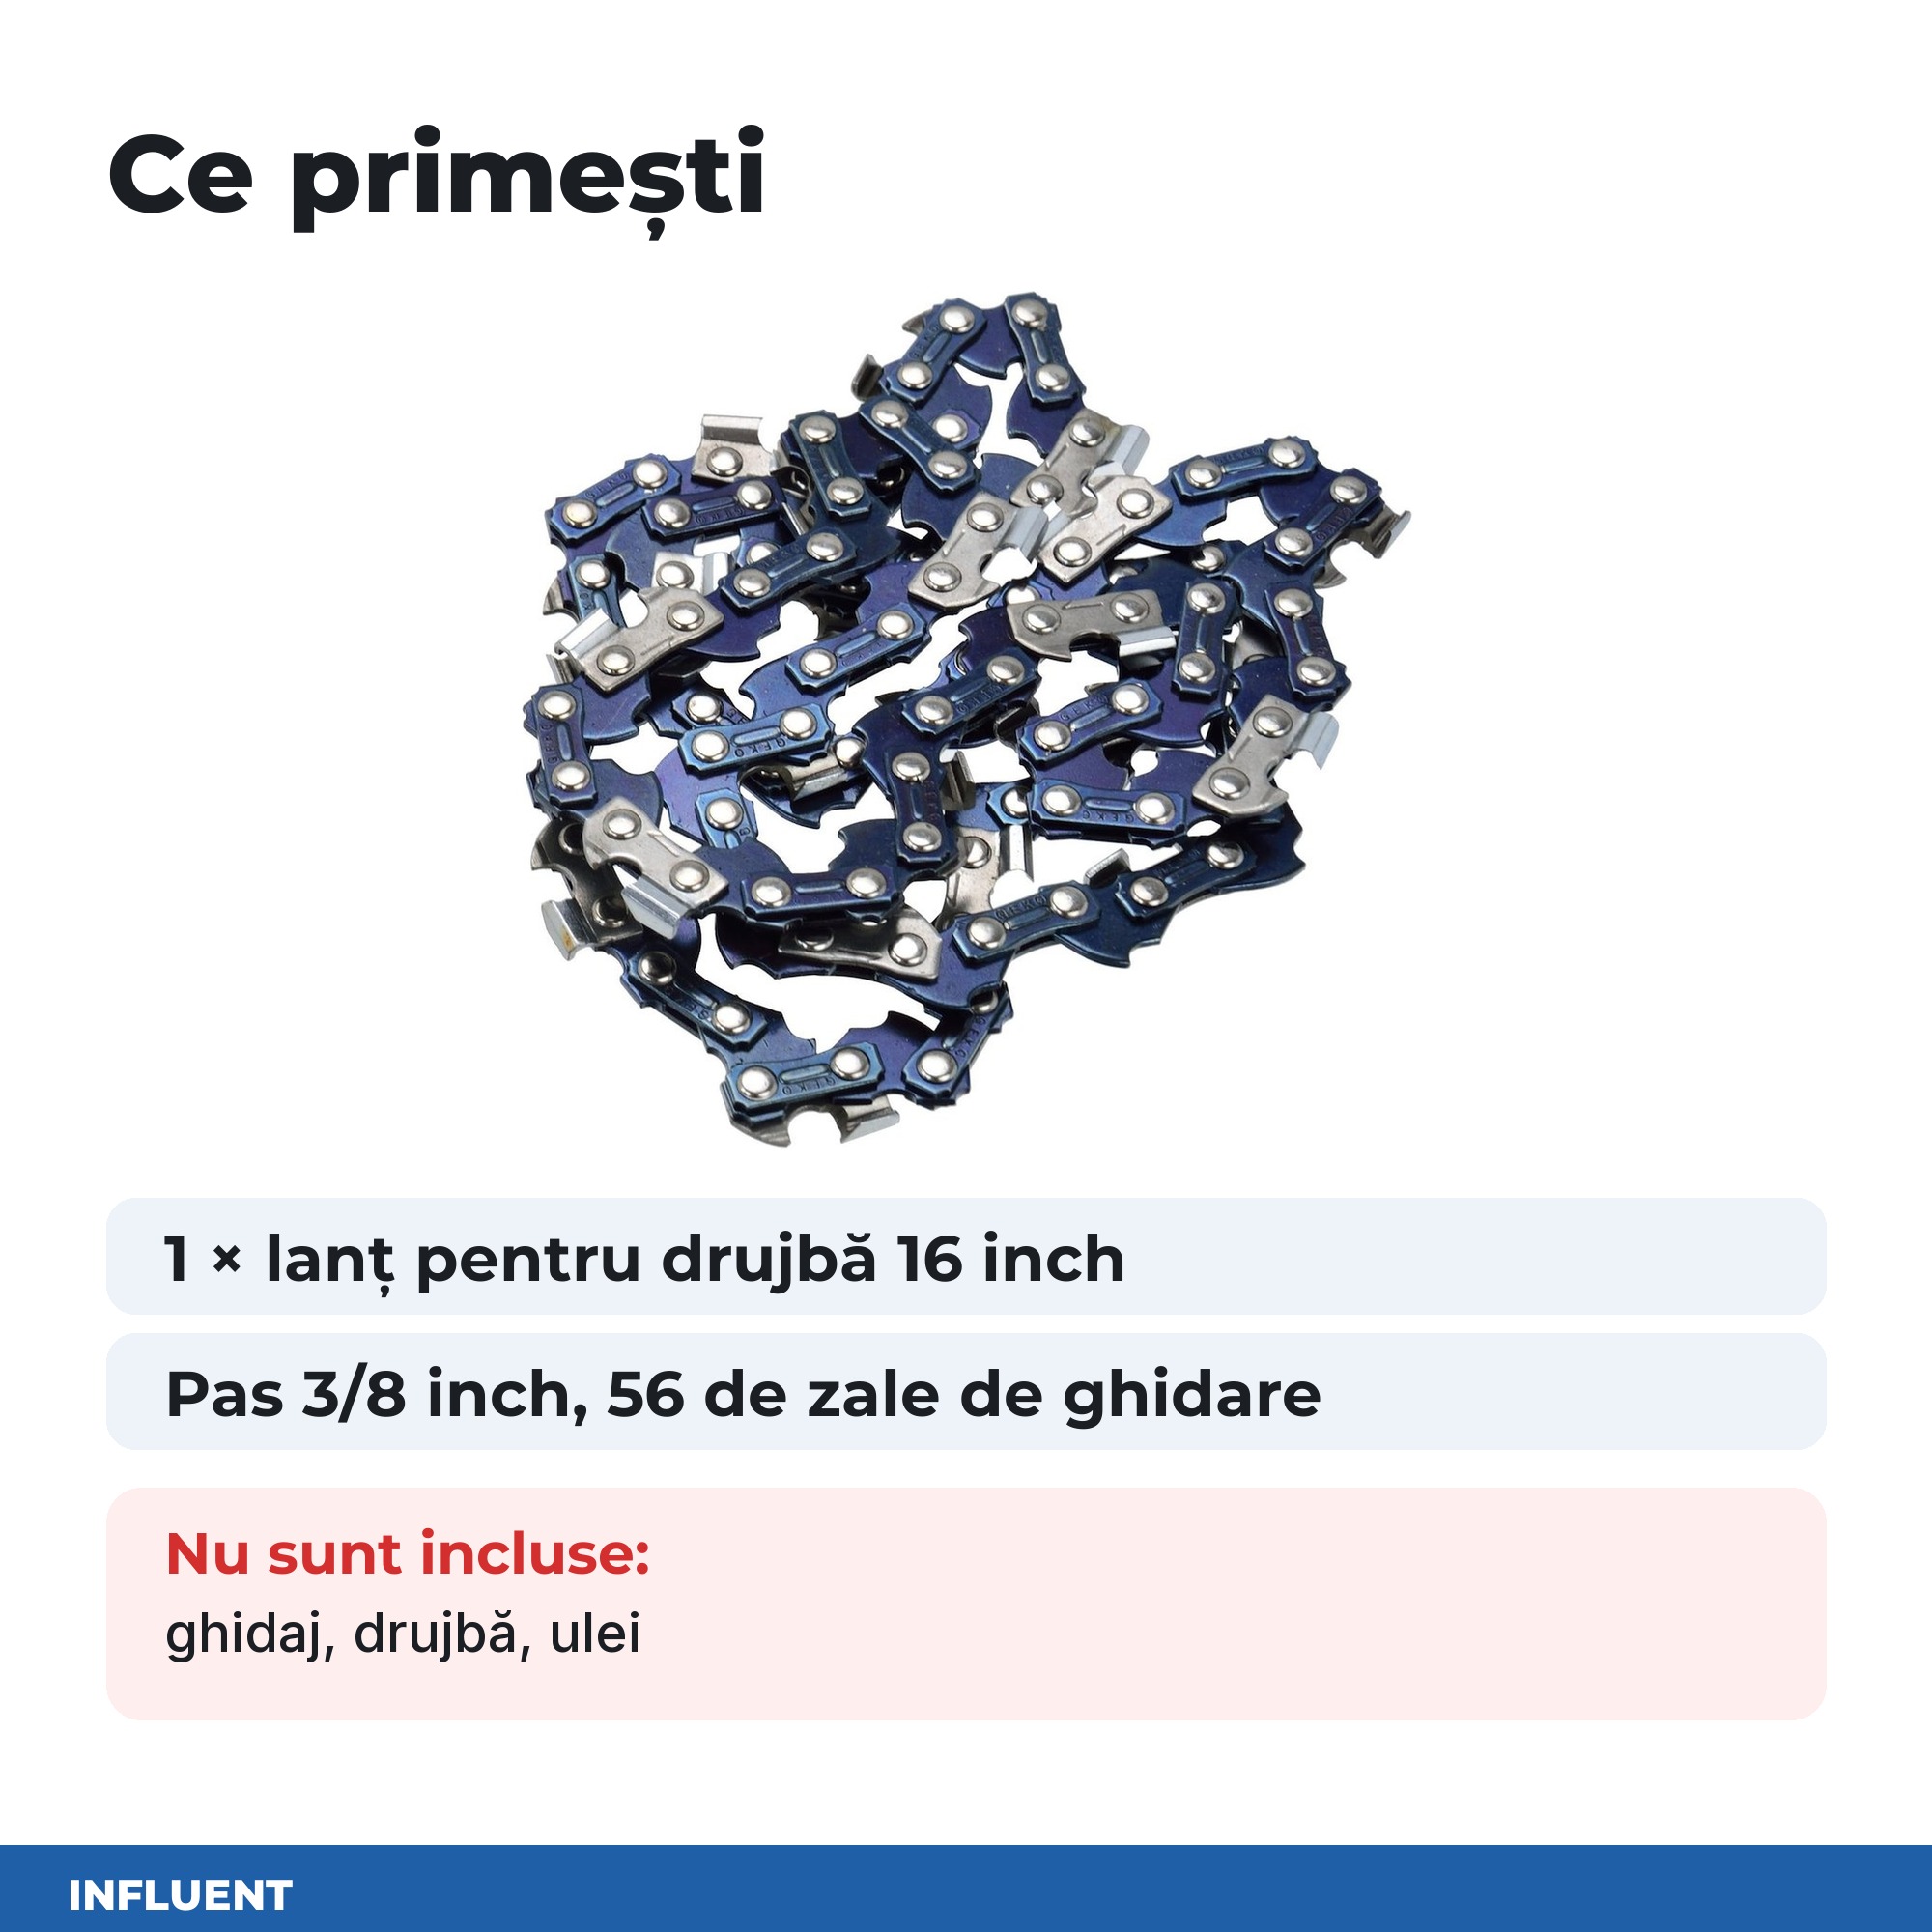 Ce primești
GEKO
1 × lanț pentru drujbă 16 inch
Pas 3/8 inch, 56 de zale de ghidare
Nu sunt incluse:
ghidaj, drujbă, ulei
INFLUENT